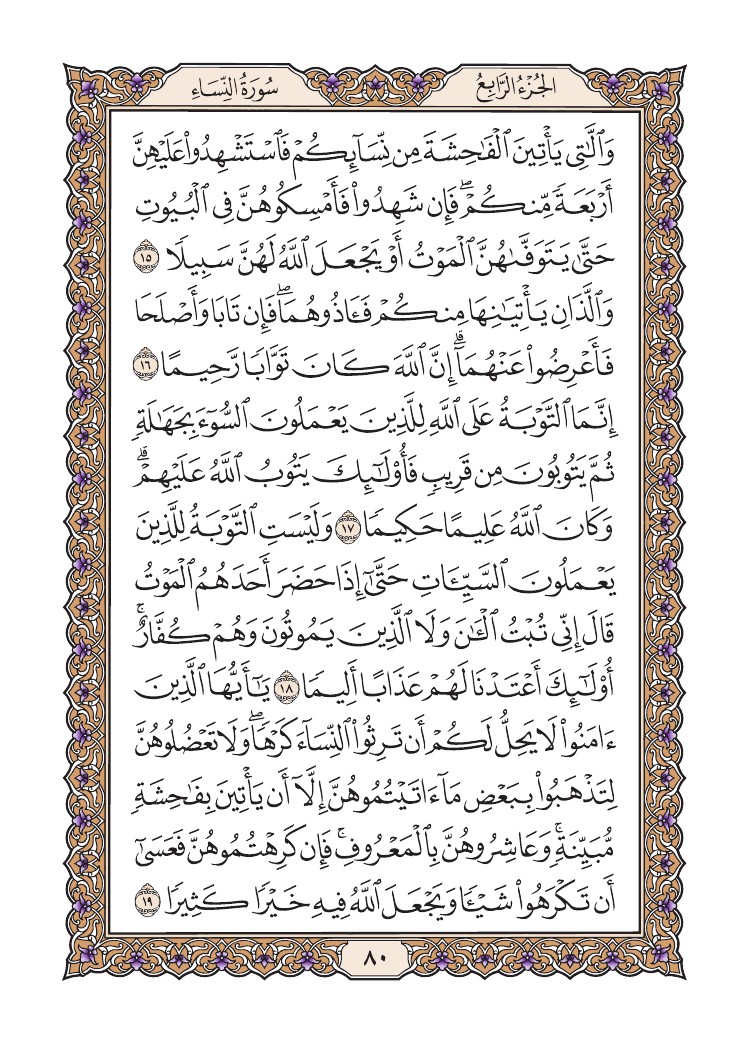 الجُزْءُ الرَّابِعُ
سُورَةُ النِّسَاءِ
وَٱلَّٰتِي يَأۡتِينَ ٱلۡفَٰحِشَةَ مِن نِّسَآئِكُمۡ فَٱسۡتَشۡهِدُواْ عَلَيۡهِنَّ
أَرۡبَعَةٗ مِّنكُمۡۖ فَإِن شَهِدُواْ فَأَمۡسِكُوهُنَّ فِي ٱلۡبُيُوتِ
حَتَّىٰ يَتَوَفَّىٰهُنَّ ٱلۡمَوۡتُ أَوۡ يَجۡعَلَ ٱللَّهُ لَهُنَّ سَبِيلٗا ١٥
وَٱلَّذَانِ يَأۡتِيَٰنِهَا مِنكُمۡ فَـَٔاذُوهُمَاۖ فَإِن تَابَا وَأَصۡلَحَا
فَأَعۡرِضُواْ عَنۡهُمَآۗ إِنَّ ٱللَّهَ كَانَ تَوَّابٗا رَّحِيمًا ١٦
إِنَّمَا ٱلتَّوۡبَةُ عَلَى ٱللَّهِ لِلَّذِينَ يَعۡمَلُونَ ٱلسُّوٓءَ بِجَهَٰلَةٖ
ثُمَّ يَتُوبُونَ مِن قَرِيبٖ فَأُوْلَٰٓئِكَ يَتُوبُ ٱللَّهُ عَلَيۡهِمۡۗ
وَكَانَ ٱللَّهُ عَلِيمًا حَكِيمٗا ١٧ وَلَيۡسَتِ ٱلتَّوۡبَةُ لِلَّذِينَ
يَعۡمَلُونَ ٱلسَّيِّـَٔاتِ حَتَّىٰٓ إِذَا حَضَرَ أَحَدَهُمُ ٱلۡمَوۡتُ
قَالَ إِنِّي تُبۡتُ ٱلۡـَٰٔنَ وَلَا ٱلَّذِينَ يَمُوتُونَ وَهُمۡ كُفَّارٌۚ
أُوْلَٰٓئِكَ أَعۡتَدۡنَا لَهُمۡ عَذَابًا أَلِيمٗا ١٨ يَٰٓأَيُّهَا ٱلَّذِينَ
ءَامَنُواْ لَا يَحِلُّ لَكُمۡ أَن تَرِثُواْ ٱلنِّسَآءَ كَرۡهٗاۖ وَلَا تَعۡضُلُوهُنَّ
لِتَذۡهَبُواْ بِبَعۡضِ مَآ ءَاتَيۡتُمُوهُنَّ إِلَّآ أَن يَأۡتِينَ بِفَٰحِشَةٖ
مُّبَيِّنَةٖۚ وَعَاشِرُوهُنَّ بِٱلۡمَعۡرُوفِۚ فَإِن كَرِهۡتُمُوهُنَّ فَعَسَىٰٓ
أَن تَكۡرَهُواْ شَيۡـٔٗا وَيَجۡعَلَ ٱللَّهُ فِيهِ خَيۡرٗا كَثِيرٗا ١٩
٨٠